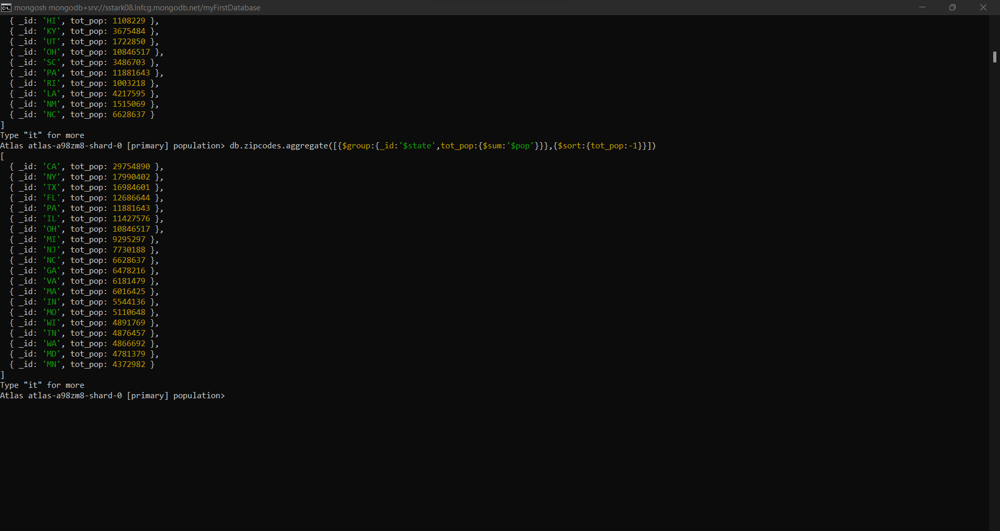 mongosh mongodb+srv://sstark08.lnfcg.mongodb.net/myFirstDatabase
{ _id: 'HI', tot_pop: 1108229 },
{ _id: 'KY', tot_pop: 3675484 },
{ _id: 'UT', tot_pop: 1722850 },
{ _id: 'OH', tot_pop: 10846517 },
{ _id: 'SC', tot_pop: 3486703 },
{ _id: 'PA', tot_pop: 11881643 },
{ _id: 'RI', tot_pop: 1003218 },
{ _id: 'LA', tot_pop: 4217595 },
{ _id: 'NM', tot_pop: 1515069 },
{ _id: 'NC', tot_pop: 6628637 }
]
Type "it" for more
Atlas atlas-a98zm8-shard-0 [primary] population> db.zipcodes.aggregate([{$group:{_id:'$state',tot_pop:{$sum:'$pop'}}},{$sort:{tot_pop:-1}}])
[
{ _id: 'CA', tot_pop: 29754890 },
{ _id: 'NY', tot_pop: 17990402 },
{ _id: 'TX', tot_pop: 16984601 },
{ _id: 'FL', tot_pop: 12686644 },
{ _id: 'PA', tot_pop: 11881643 },
{ _id: 'IL', tot_pop: 11427576 },
{ _id: 'OH', tot_pop: 10846517 },
{ _id: 'MI', tot_pop: 9295297 },
{ _id: 'NJ', tot_pop: 7730188 },
{ _id: 'NC', tot_pop: 6628637 },
{ _id: 'GA', tot_pop: 6478216 },
{ _id: 'VA', tot_pop: 6181479 },
{ _id: 'MA', tot_pop: 6016425 },
{ _id: 'IN', tot_pop: 5544136 },
{ _id: 'MO', tot_pop: 5110648 },
{ _id: 'WI', tot_pop: 4891769 },
{ _id: 'TN', tot_pop: 4876457 },
{ _id: 'WA', tot_pop: 4866692 },
{ _id: 'MD', tot_pop: 4781379 },
{ _id: 'MN', tot_pop: 4372982 }
]
Type "it" for more
Atlas atlas-a98zm8-shard-0 [primary] population>